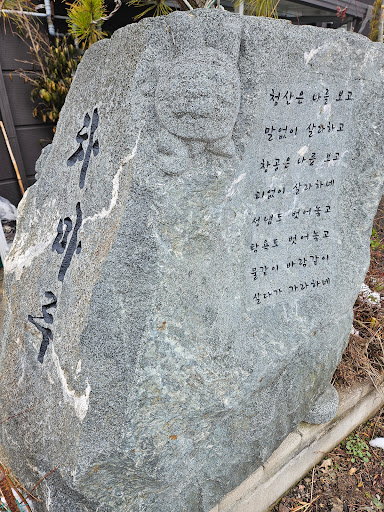 청산은 나를 보고
말없이 살라하고
창공은 나를 보고
티없이 살라하네
성냄도 벗어놓고
탐욕도 벗어놓고
물같이 바람같이
살다가 가라하네